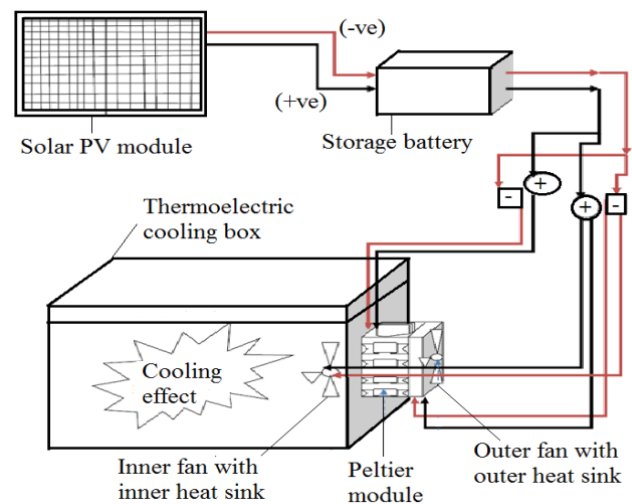 (-ve)
(+ve)
Solar PV module
Storage battery
-
+
+
-
Thermoelectric
cooling box
Cooling
effect
Inner fan with
inner heat sink
Peltier
module
Outer fan with
outer heat sink